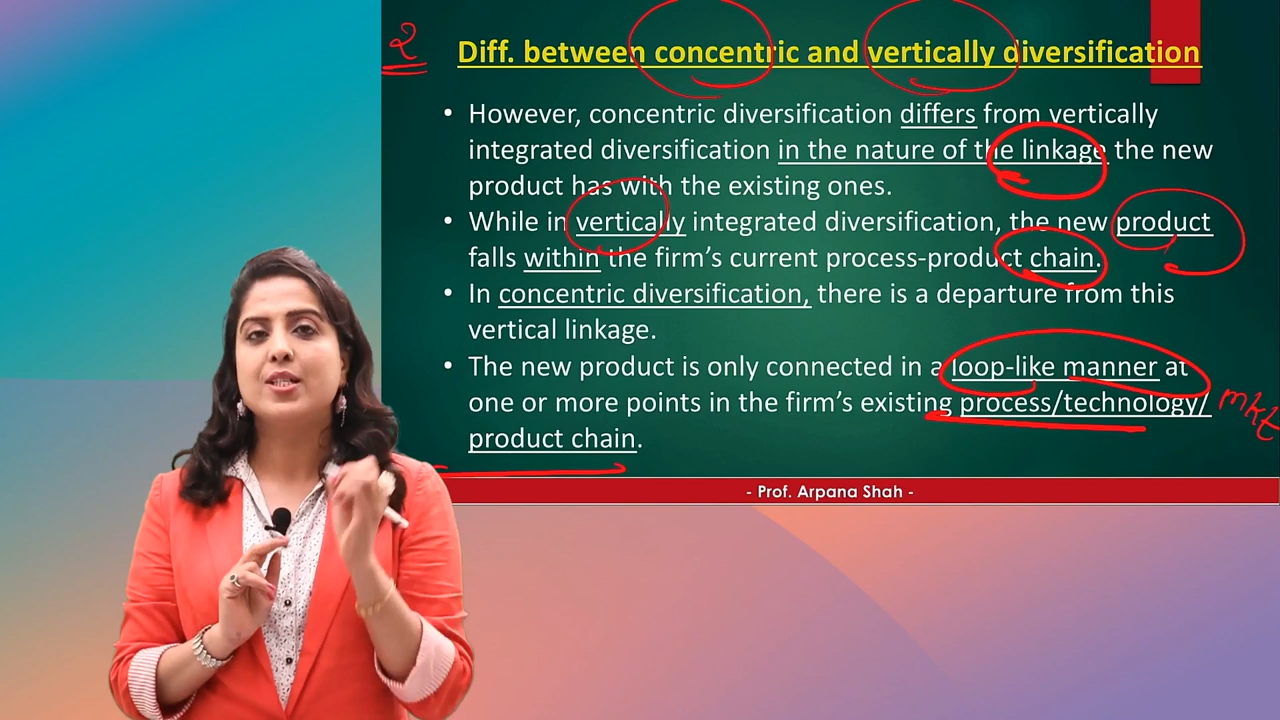 2
Diff. between concentric and vertically diversification
• However, concentric diversification differs from vertically
integrated diversification in the nature of the linkage the new
product has with the existing ones.
• While in vertically integrated diversification, the new product
falls within the firm's current process-product chain.
• In concentric diversification, there is a departure from this
vertical linkage.
• The new product is only connected in a loop-like manner at
one or more points in the firm's existing process/technology/ mkt
product chain.
- Prof. Arpana Shah -